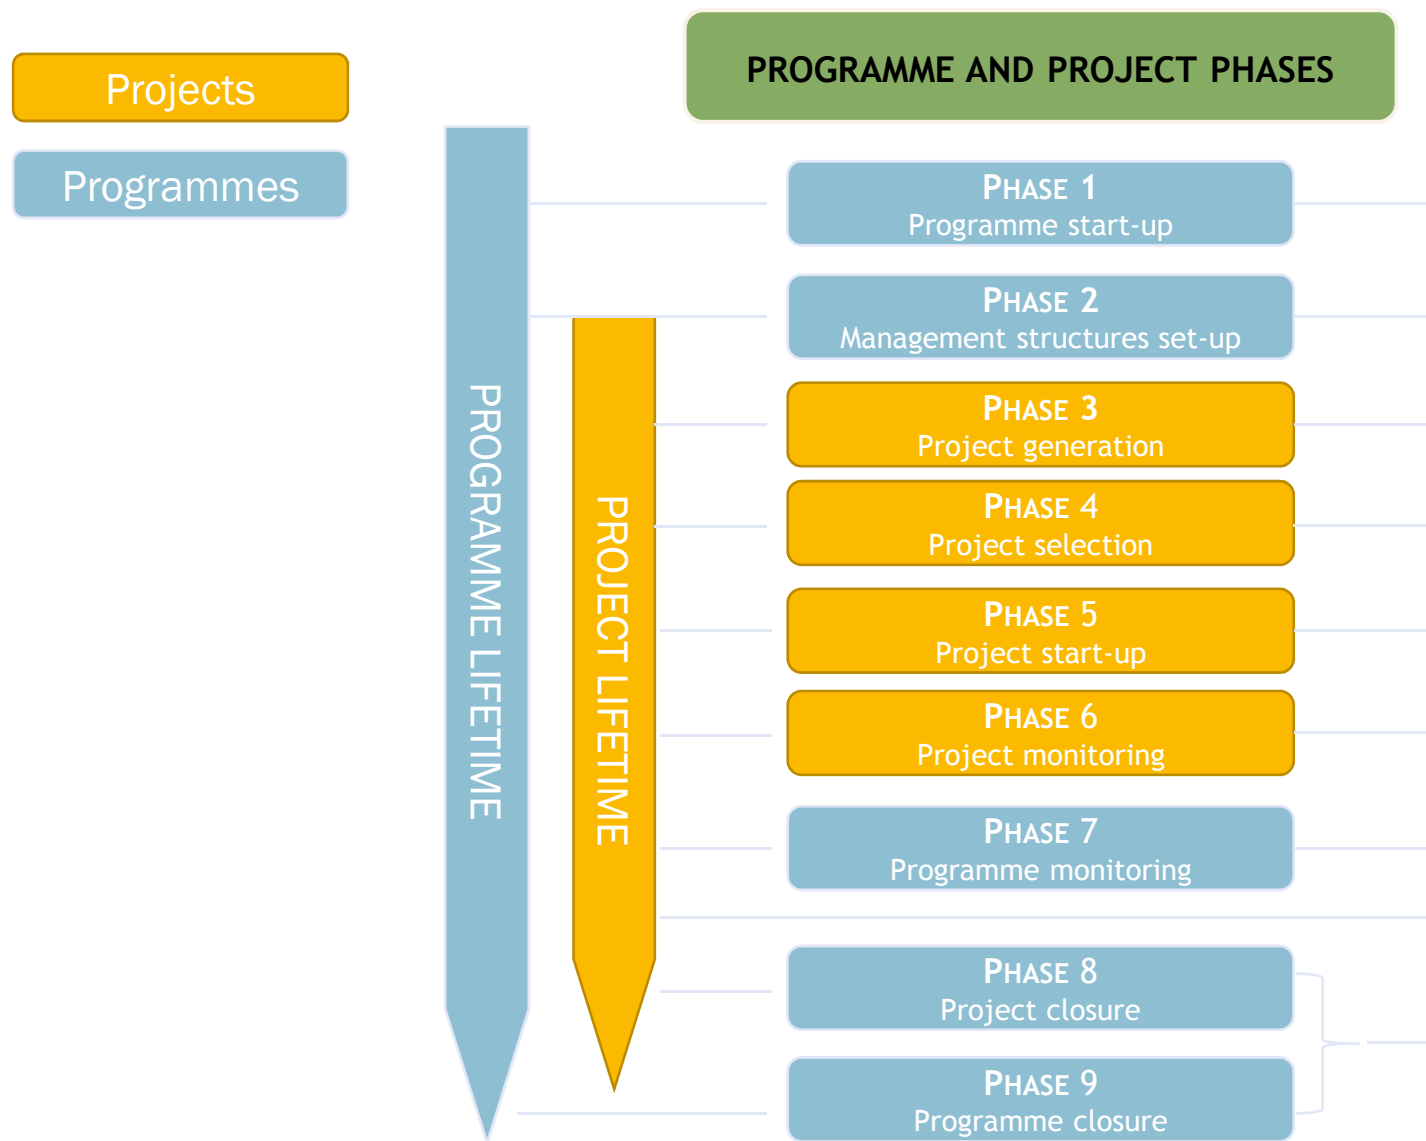 Projects
Programmes
PROGRAMME AND PROJECT PHASES
PROGRAMME LIFETIME
PROJECT LIFETIME
PHASE 1
Programme start-up
PHASE 2
Management structures set-up
PHASE 3
Project generation
PHASE 4
Project selection
PHASE 5
Project start-up
PHASE 6
Project monitoring
PHASE 7
Programme monitoring
PHASE 8
Project closure
PHASE 9
Programme closure